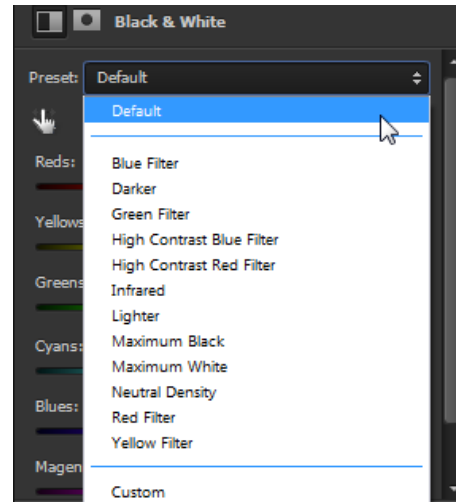 Black & White
Preset: Default
Default
Reds:
Blue Filter
Darker
Yellows
Green Filter
High Contrast Blue Filter
High Contrast Red Filter
Greens
Infrared
Lighter
Cyans:
Maximum Black
Maximum White
Neutral Density
Blues:
Red Filter
Yellow Filter
Magen
Custom